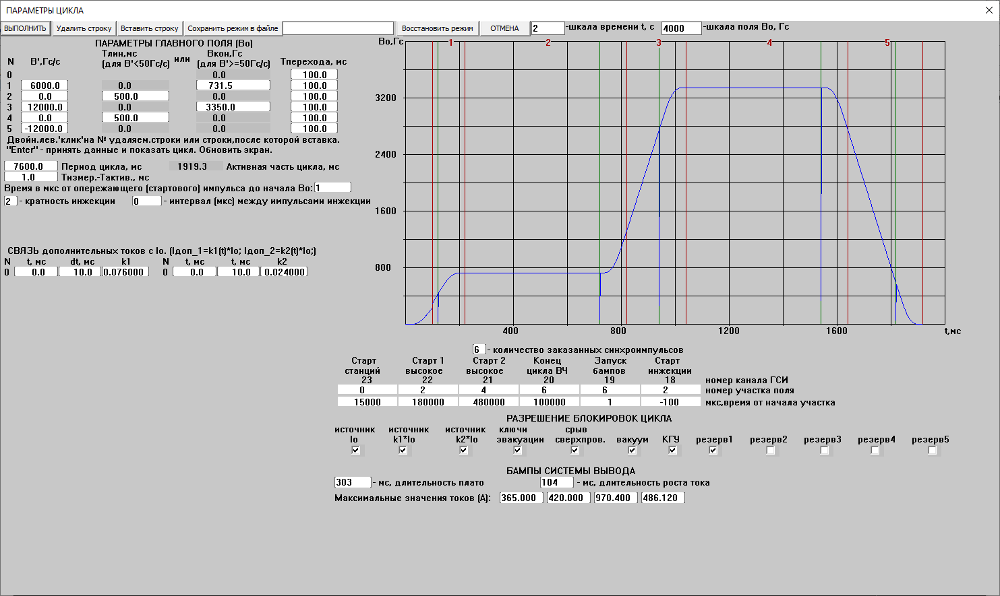 ПАРАМЕТРЫ ЦИКЛА
ВЫПОЛНИТЬ Удалить строку Вставить строку Сохранить режим в файле Восстановить режим ОТМЕНА 2 -шкала времени t, с 4000 -шкала поля Bo, Гс
ПАРАМЕТРЫ ГЛАВНОГО ПОЛЯ (Bo)
N B',Гс/с Тлин,мс (для B'<50Гс/с) или Вкон,Гс (для B'>=50Гс/с) Тперехода, мс
0 0.0 100.0
1 6000.0 0.0 731.5 100.0
2 0.0 500.0 0.0 100.0
3 12000.0 0.0 3350.0 100.0
4 0.0 500.0 0.0 100.0
5 -12000.0 0.0 0.0 100.0
Двойн.лев.'клик'на № удаляем.строки или строки,после которой вставка.
"Enter" - принять данные и показать цикл. Обновить экран.
7600.0 Период цикла, мс 1919.3 Активная часть цикла, мс
1.0 Тизмер.-Тактив., мс
Время в мкс от опережающего (стартового) импульса до начала Bo: 1
2 - кратность инжекции 0 - интервал (мкс) между импульсами инжекции
СВЯЗЬ дополнительных токов с Io. (Iдоп_1=k1(t)*Io; Iдоп_2=k2(t)*Io;)
N t, мс dt, мс k1 N t, мс t, мс k2
0 0.0 10.0 0.076000 0 0.0 10.0 0.024000
Bo,Гс 1 2 3 4 5
3200
2400
1600
800
400 800 1200 1600 t,мс
6 - количество заказанных синхроимпульсов
Старт Старт 1 Старт 2 Конец Запуск Старт
станций высокое высокое цикла ВЧ бампов инжекции
23 22 21 20 19 18 номер канала ГСИ
0 2 4 6 6 2 номер участка поля
15000 180000 480000 100000 1 -100 мкс,время от начала участка
РАЗРЕШЕНИЕ БЛОКИРОВОК ЦИКЛА
источник источник источник ключи срыв
Io k1*Io k2*Io эвакуации сверхпров. вакуум КГУ резерв1 резерв2 резерв3 резерв4 резерв5
БАМПЫ СИСТЕМЫ ВЫВОДА
303 - мс, длительность плато 104 - мс, длительность роста тока
Максимальные значения токов (А): 365.000 420.000 970.400 486.120